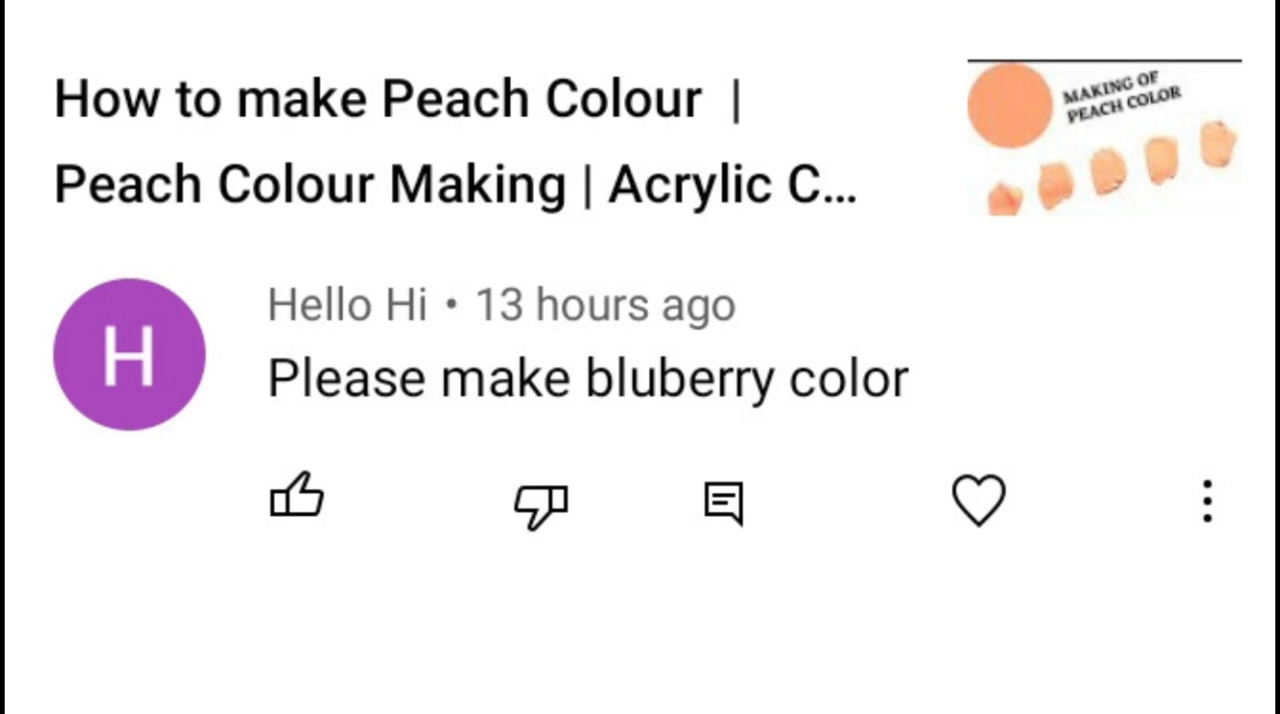 How to make Peach Colour |
Peach Colour Making | Acrylic C...
MAKING OF
PEACH COLOR
H
Hello Hi • 13 hours ago
Please make bluberry color